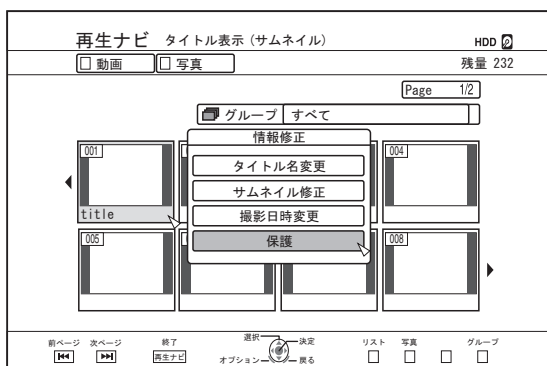 再生ナビ タイトル表示（サムネイル） HDD
動画 写真 残量 232
Page 1/2
グループ すべて
情報修正
001
004
タイトル名変更
サムネイル修正
撮影日時変更
title
保護
005
008
前ページ 次ページ 終了 選択 決定 リスト 写真 グループ
再生ナビ オプション 戻る